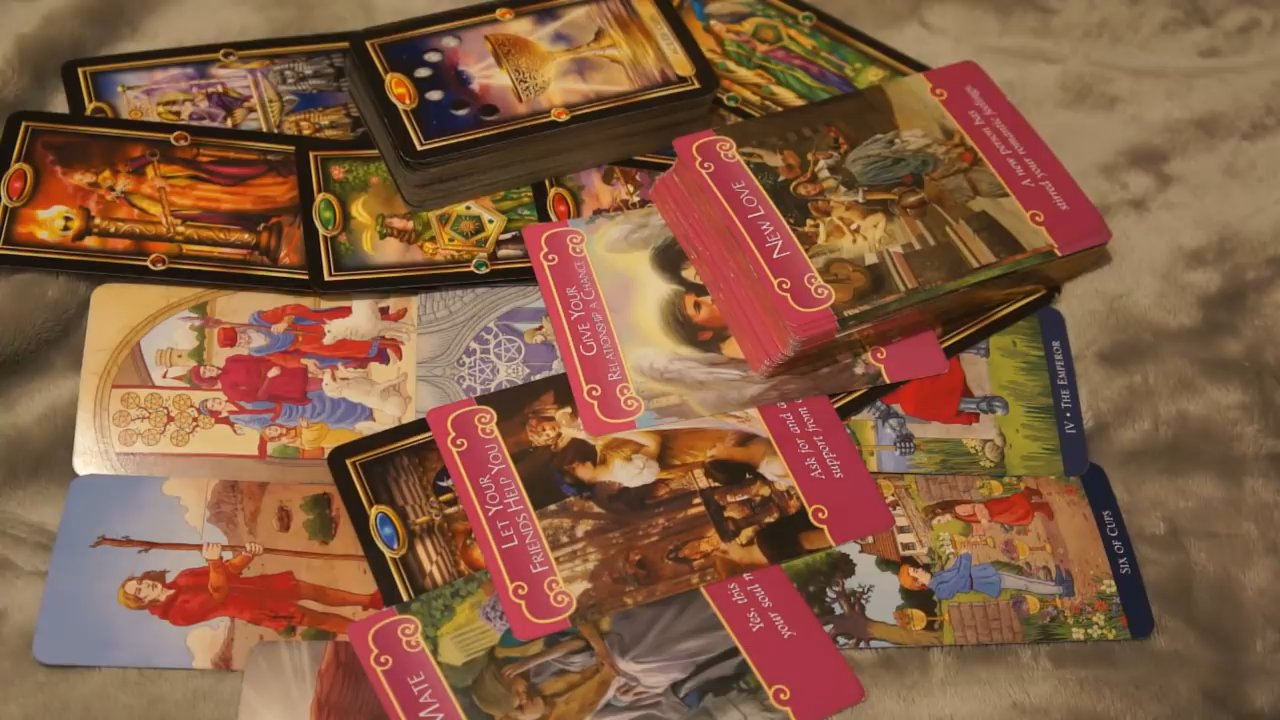 NEW LOVE
A new person has
stirred your romantic feelings.
GIVE YOUR
RELATIONSHIP A CHANCE
IV • THE EMPEROR
LET YOUR
FRIENDS HELP YOU
Ask for and
support from
SIX OF CUPS
Yes, this
your soul
MATE